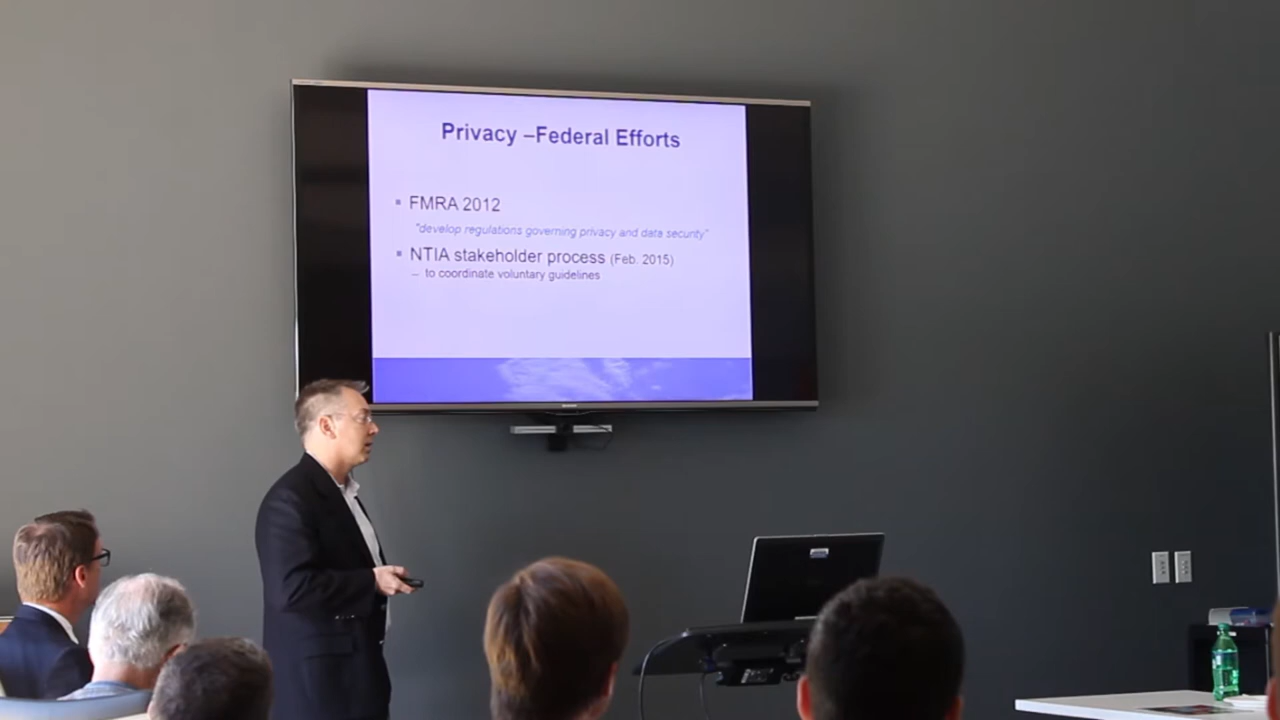 Privacy –Federal Efforts
FMRA 2012
"develop regulations governing privacy and data security"
NTIA stakeholder process (Feb. 2015)
– to coordinate voluntary guidelines